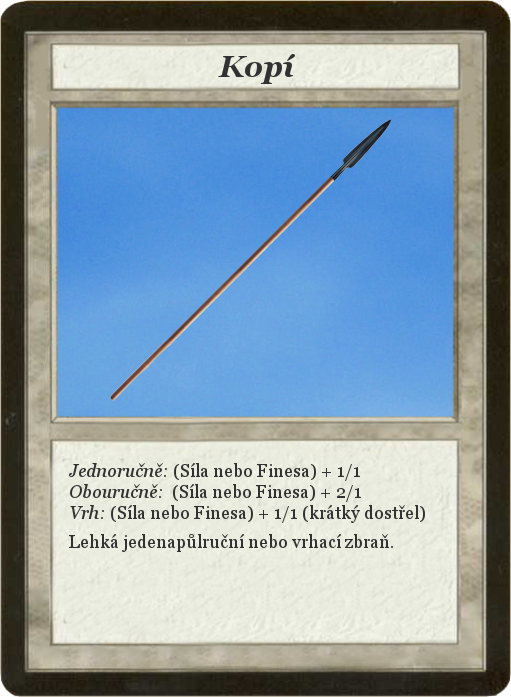 Kopí
Jednoručně: (Síla nebo Finesa) + 1/1
Obouručně: (Síla nebo Finesa) + 2/1
Vrh: (Síla nebo Finesa) + 1/1 (krátký dostřel)
Lehká jedenapůlruční nebo vrhací zbraň.